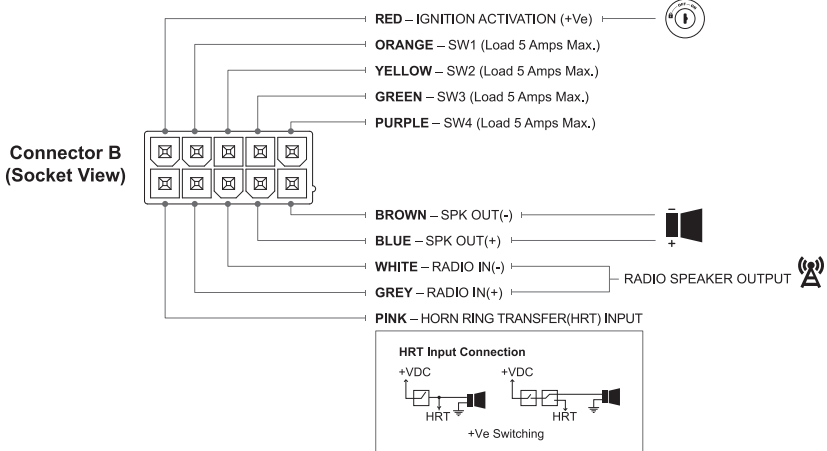 OFF - ON
RED – IGNITION ACTIVATION (+Ve)
ORANGE – SW1 (Load 5 Amps Max.)
YELLOW – SW2 (Load 5 Amps Max.)
GREEN – SW3 (Load 5 Amps Max.)
PURPLE – SW4 (Load 5 Amps Max.)
Connector B
(Socket View)
BROWN – SPK OUT(-)
BLUE – SPK OUT(+)
WHITE – RADIO IN(-)
GREY – RADIO IN(+)
RADIO SPEAKER OUTPUT
PINK – HORN RING TRANSFER(HRT) INPUT
HRT Input Connection
+VDC +VDC
HRT HRT
+Ve Switching